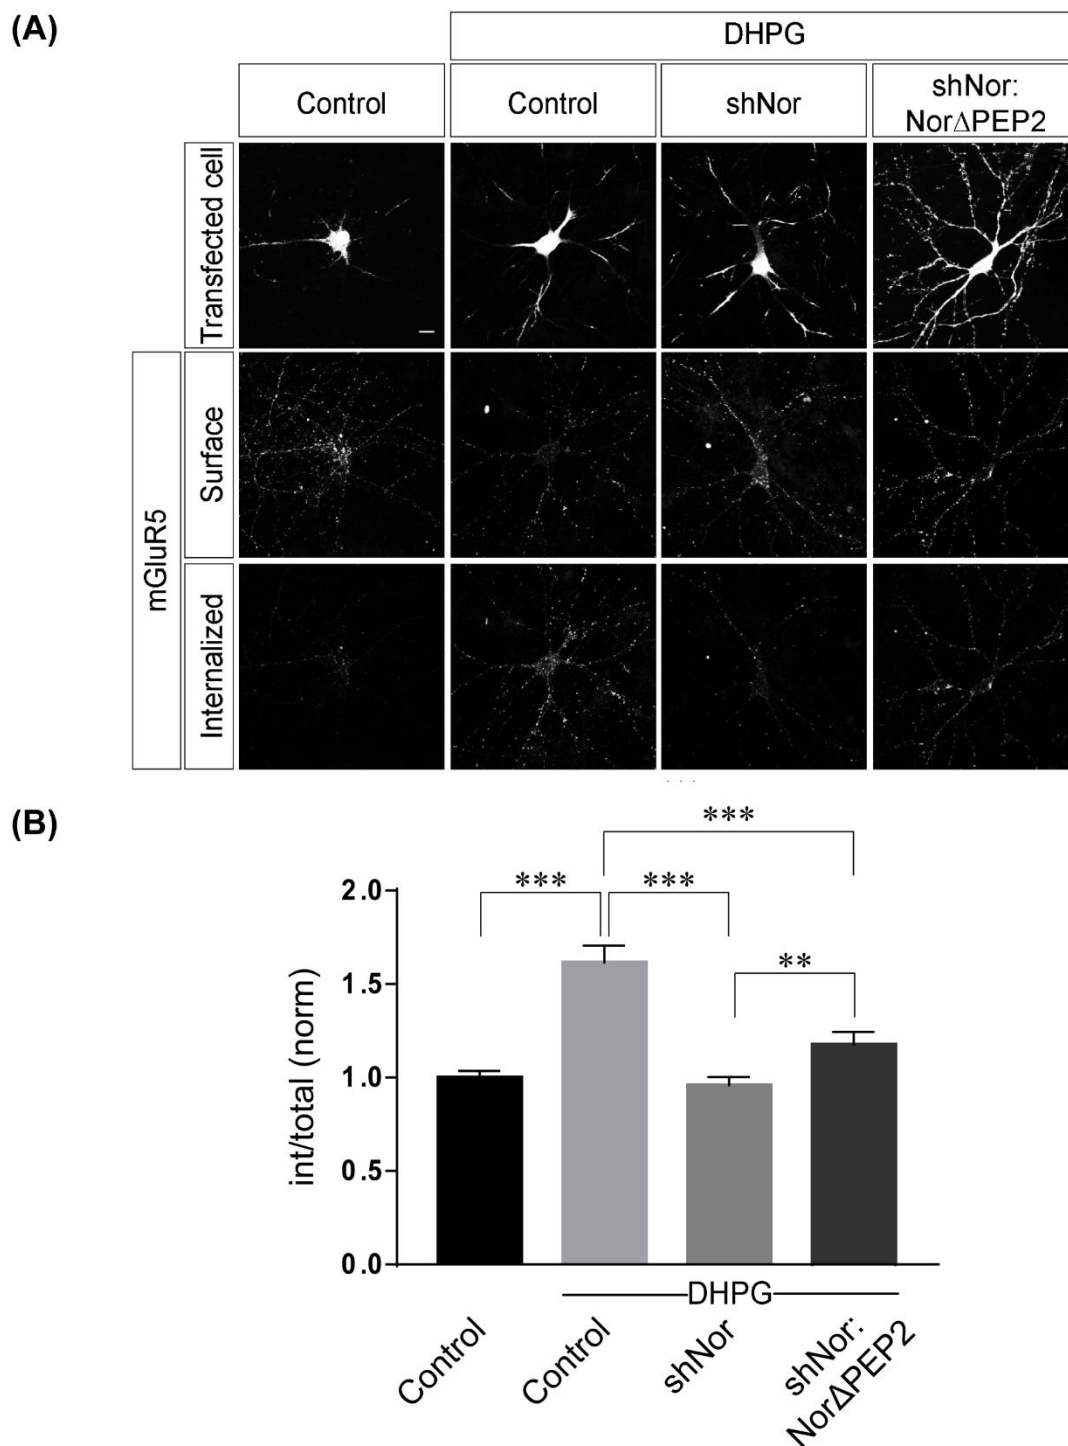 (A)
DHPG
Control
Control
shNor
shNor:
NorΔPEP2
Transfected cell
mGluR5
Surface
Internalized
(B)
***
***
***
**
2.0
1.5
1.0
0.5
0.0
int/total (norm)
DHPG
Control
Control
shNor
shNor:
NorΔPEP2